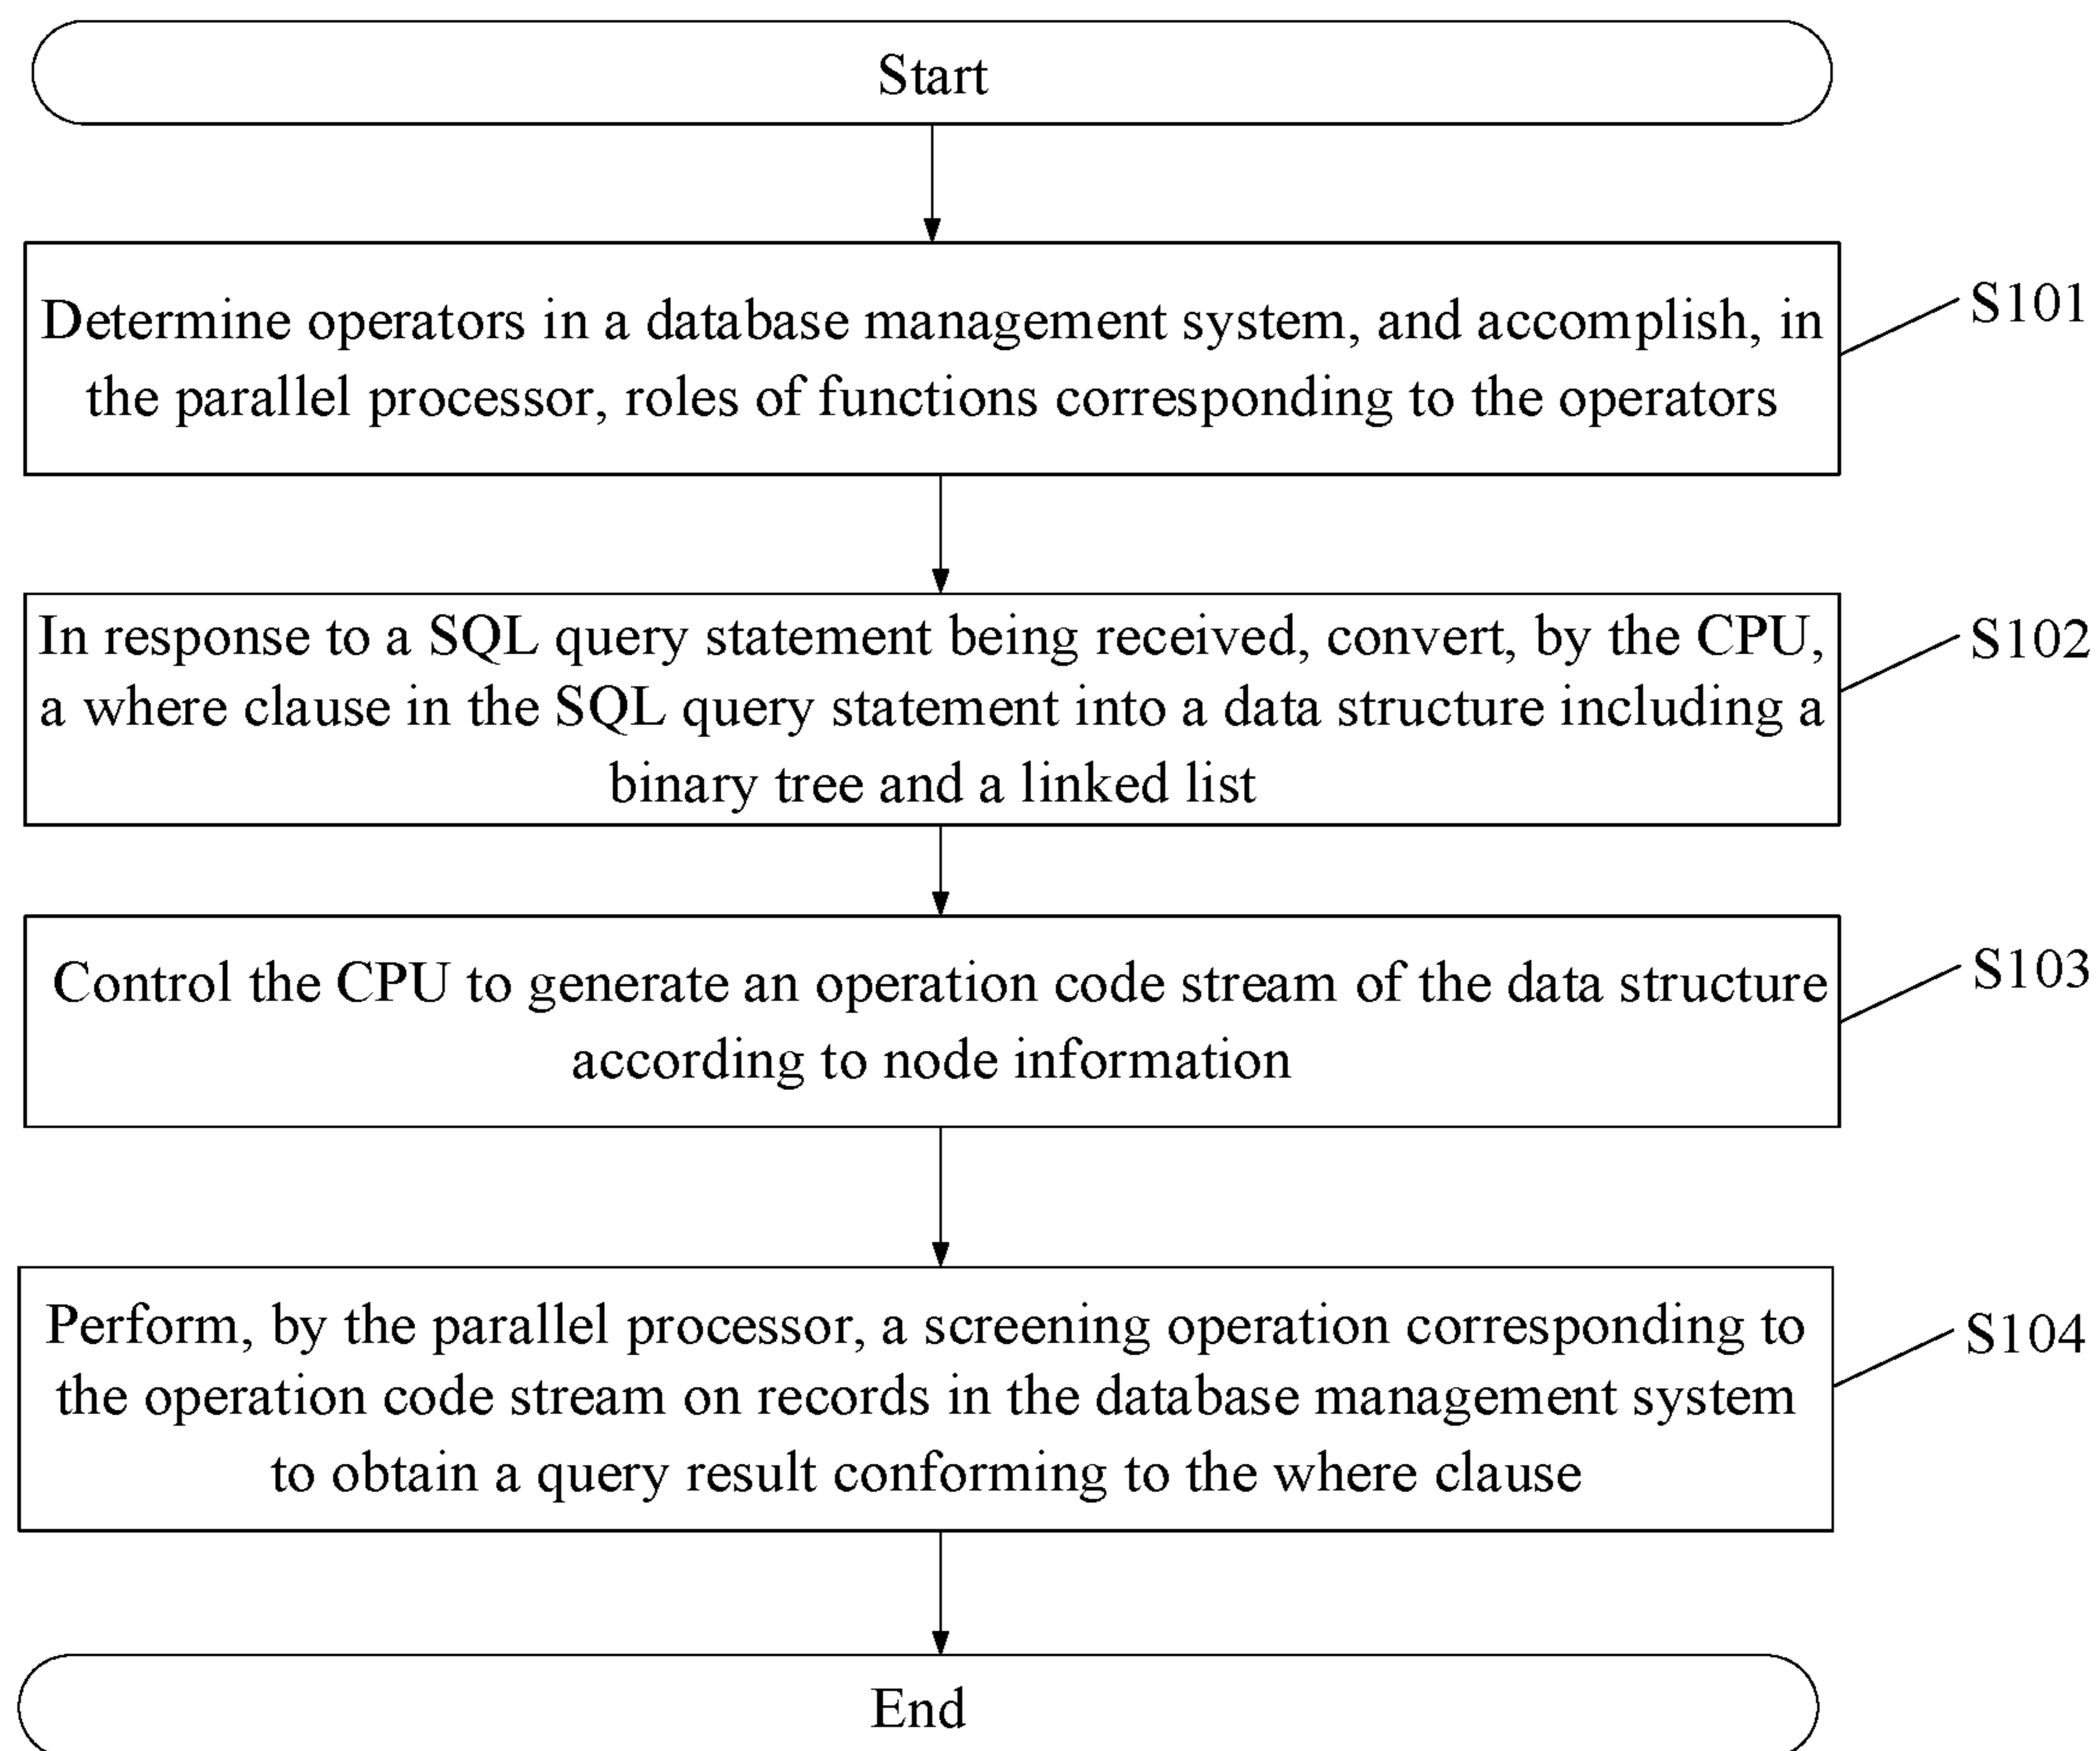 Start
Determine operators in a database management system, and accomplish, in
the parallel processor, roles of functions corresponding to the operators
S101
In response to a SQL query statement being received, convert, by the CPU,
a where clause in the SQL query statement into a data structure including a
binary tree and a linked list
S102
Control the CPU to generate an operation code stream of the data structure
according to node information
S103
Perform, by the parallel processor, a screening operation corresponding to
the operation code stream on records in the database management system
to obtain a query result conforming to the where clause
S104
End